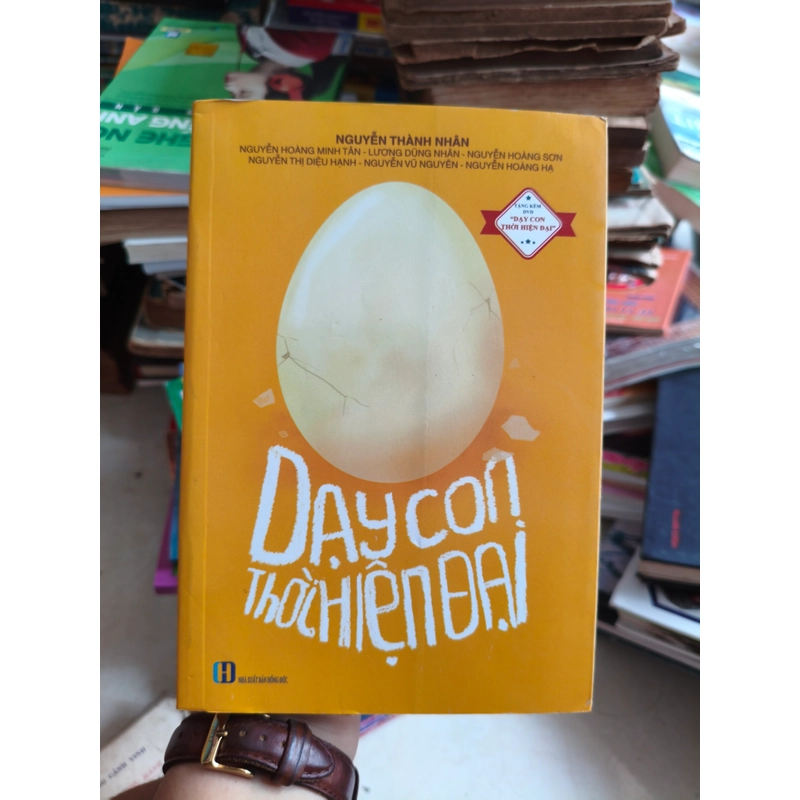 NGUYỄN THÀNH NHÂN
NGUYỄN HOÀNG MINH TÂN - LƯƠNG DŨNG NHÂN - NGUYỄN HOÀNG SƠN
NGUYỄN THỊ DIỆU HẠNH - NGUYỄN VŨ NGUYÊN - NGUYỄN HOÀNG HẠ
TẶNG KÈM
DVD
"DẠY CON
THỜI HIỆN ĐẠI"
DẠY CON
THỜI HIỆN ĐẠI
NHÀ XUẤT BẢN HỒNG ĐỨC